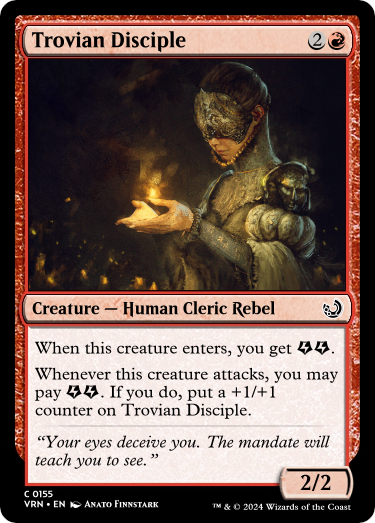 Trovian Disciple 2
Creature — Human Cleric Rebel
When this creature enters, you get.
Whenever this creature attacks, you may
pay. If you do, put a +1/+1
counter on Trovian Disciple.
“Your eyes deceive you. The mandate will
teach you to see.”
2/2
C 0155
VRN • EN Anato Finnstark
™ & © 2024 Wizards of the Coast